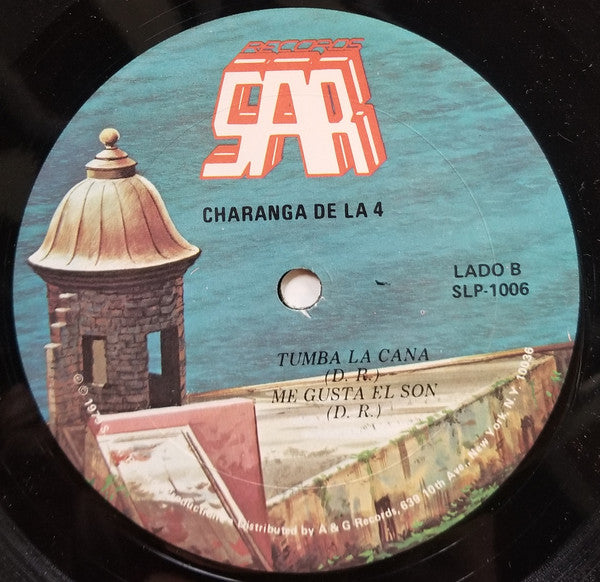 RECORDS
SAR
CHARANGA DE LA 4
LADO B
SLP-1006
TUMBA LA CANA
(D. R.)
ME GUSTA EL SON
(D. R.)
Distributed by A & G Records, 639 10th Ave., New York, N.Y. 10036